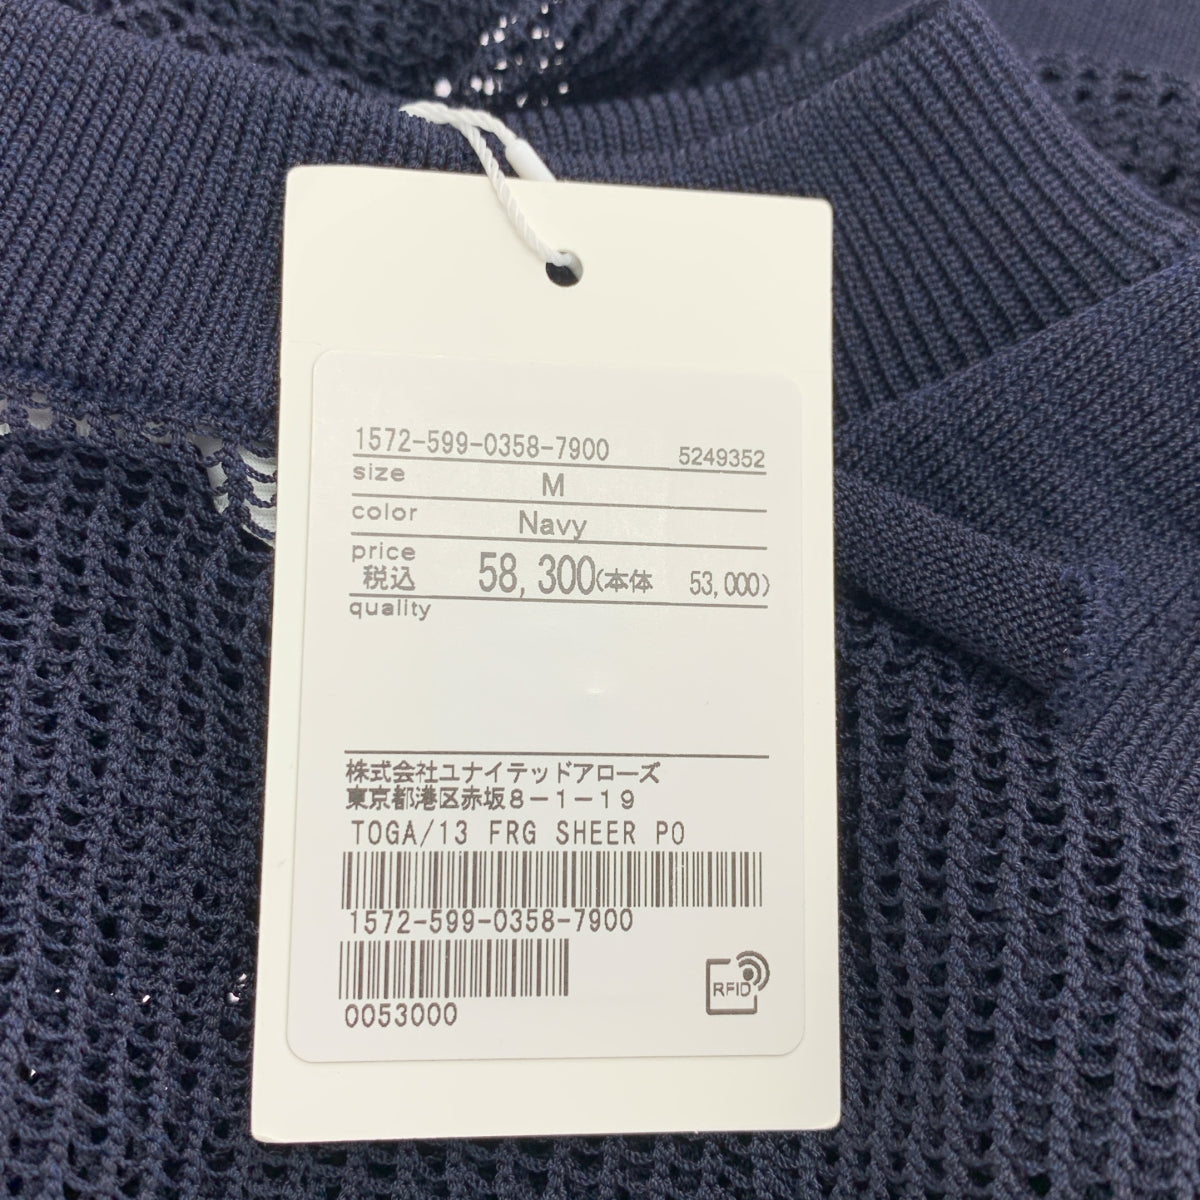 1572-599-0358-7900 5249352
size M
color Navy
price
税込 58,300(本体 53,000)
quality
株式会社ユナイテッドアローズ
東京都港区赤坂8-1-19
TOGA/13 FRG SHEER PO
1572-599-0358-7900
0053000
RFID